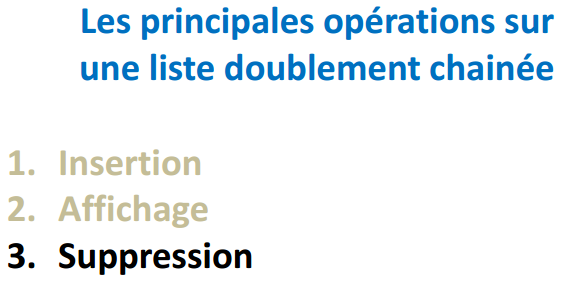 Les principales opérations sur
une liste doublement chainée
1. Insertion
2. Affichage
3. Suppression